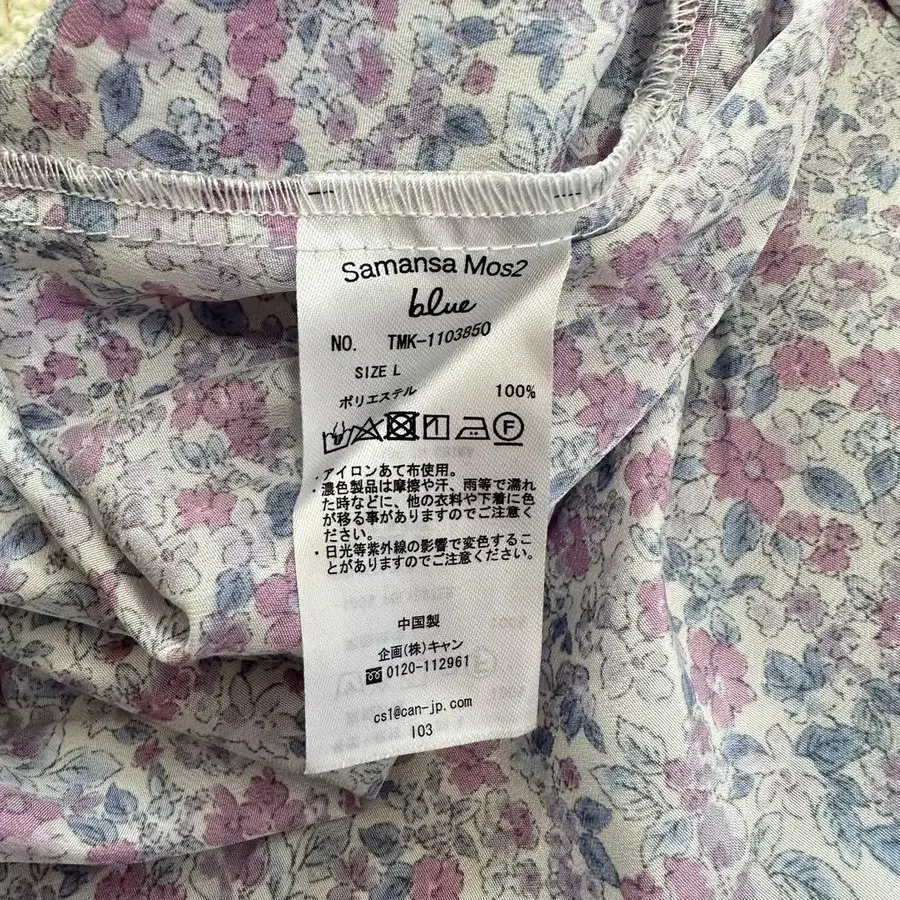 Samansa Mos2
blue
NO. TMK-1103850
SIZE L
ポリエステル 100%
F
・アイロンあて布使用。
・濃色製品は摩擦や汗、雨等で濡れ
た時などに、他の衣料や下着に色
が移る事がありますのでご注意く
ださい。
・日光等紫外線の影響で変色するこ
とがありますのでご注意ください。
中国製
企画(株)キャン
0120-112961
cs1@can-jp.com
I03